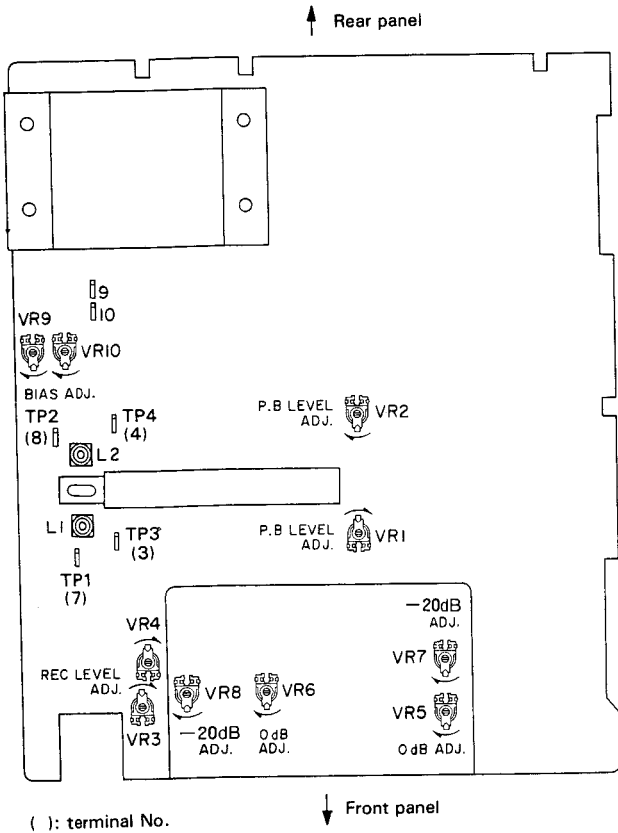 Rear panel
9
10
VR9
VR10
BIAS ADJ.
TP2
(8)
TP4
(4)
L2
P.B LEVEL
ADJ.
VR2
L1
TP3
(3)
P.B LEVEL
ADJ.
VR1
TP1
(7)
−20dB
ADJ.
VR4
VR7
REC LEVEL
ADJ.
VR8
VR6
VR5
VR3
−20dB
ADJ.
0dB
ADJ.
0dB ADJ.
Front panel
( ): terminal No.